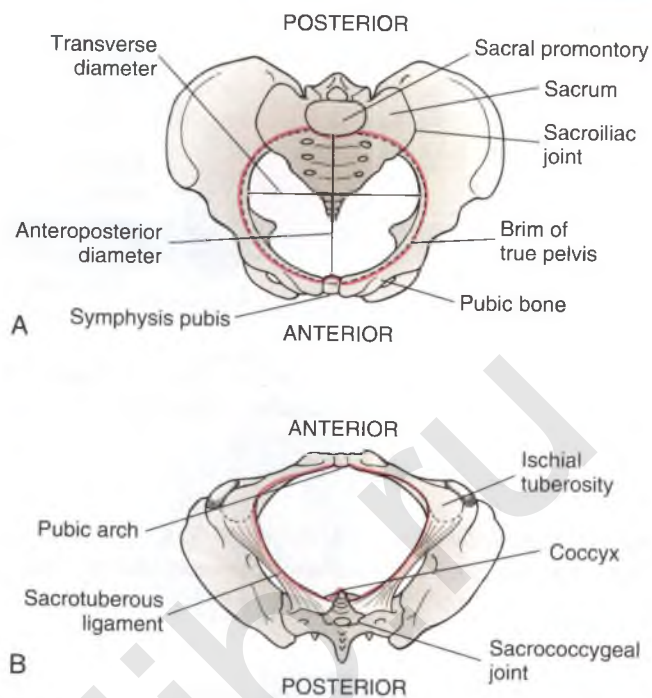 POSTERIOR
Transverse
diameter
Sacral promontory
Sacrum
Sacroiliac
joint
Anteroposterior
diameter
Brim of
true pelvis
Symphysis pubis
Pubic bone
A
ANTERIOR
ANTERIOR
Ischial
tuberosity
Pubic arch
Coccyx
Sacrotuberous
ligament
Sacrococcygeal
joint
B
POSTERIOR